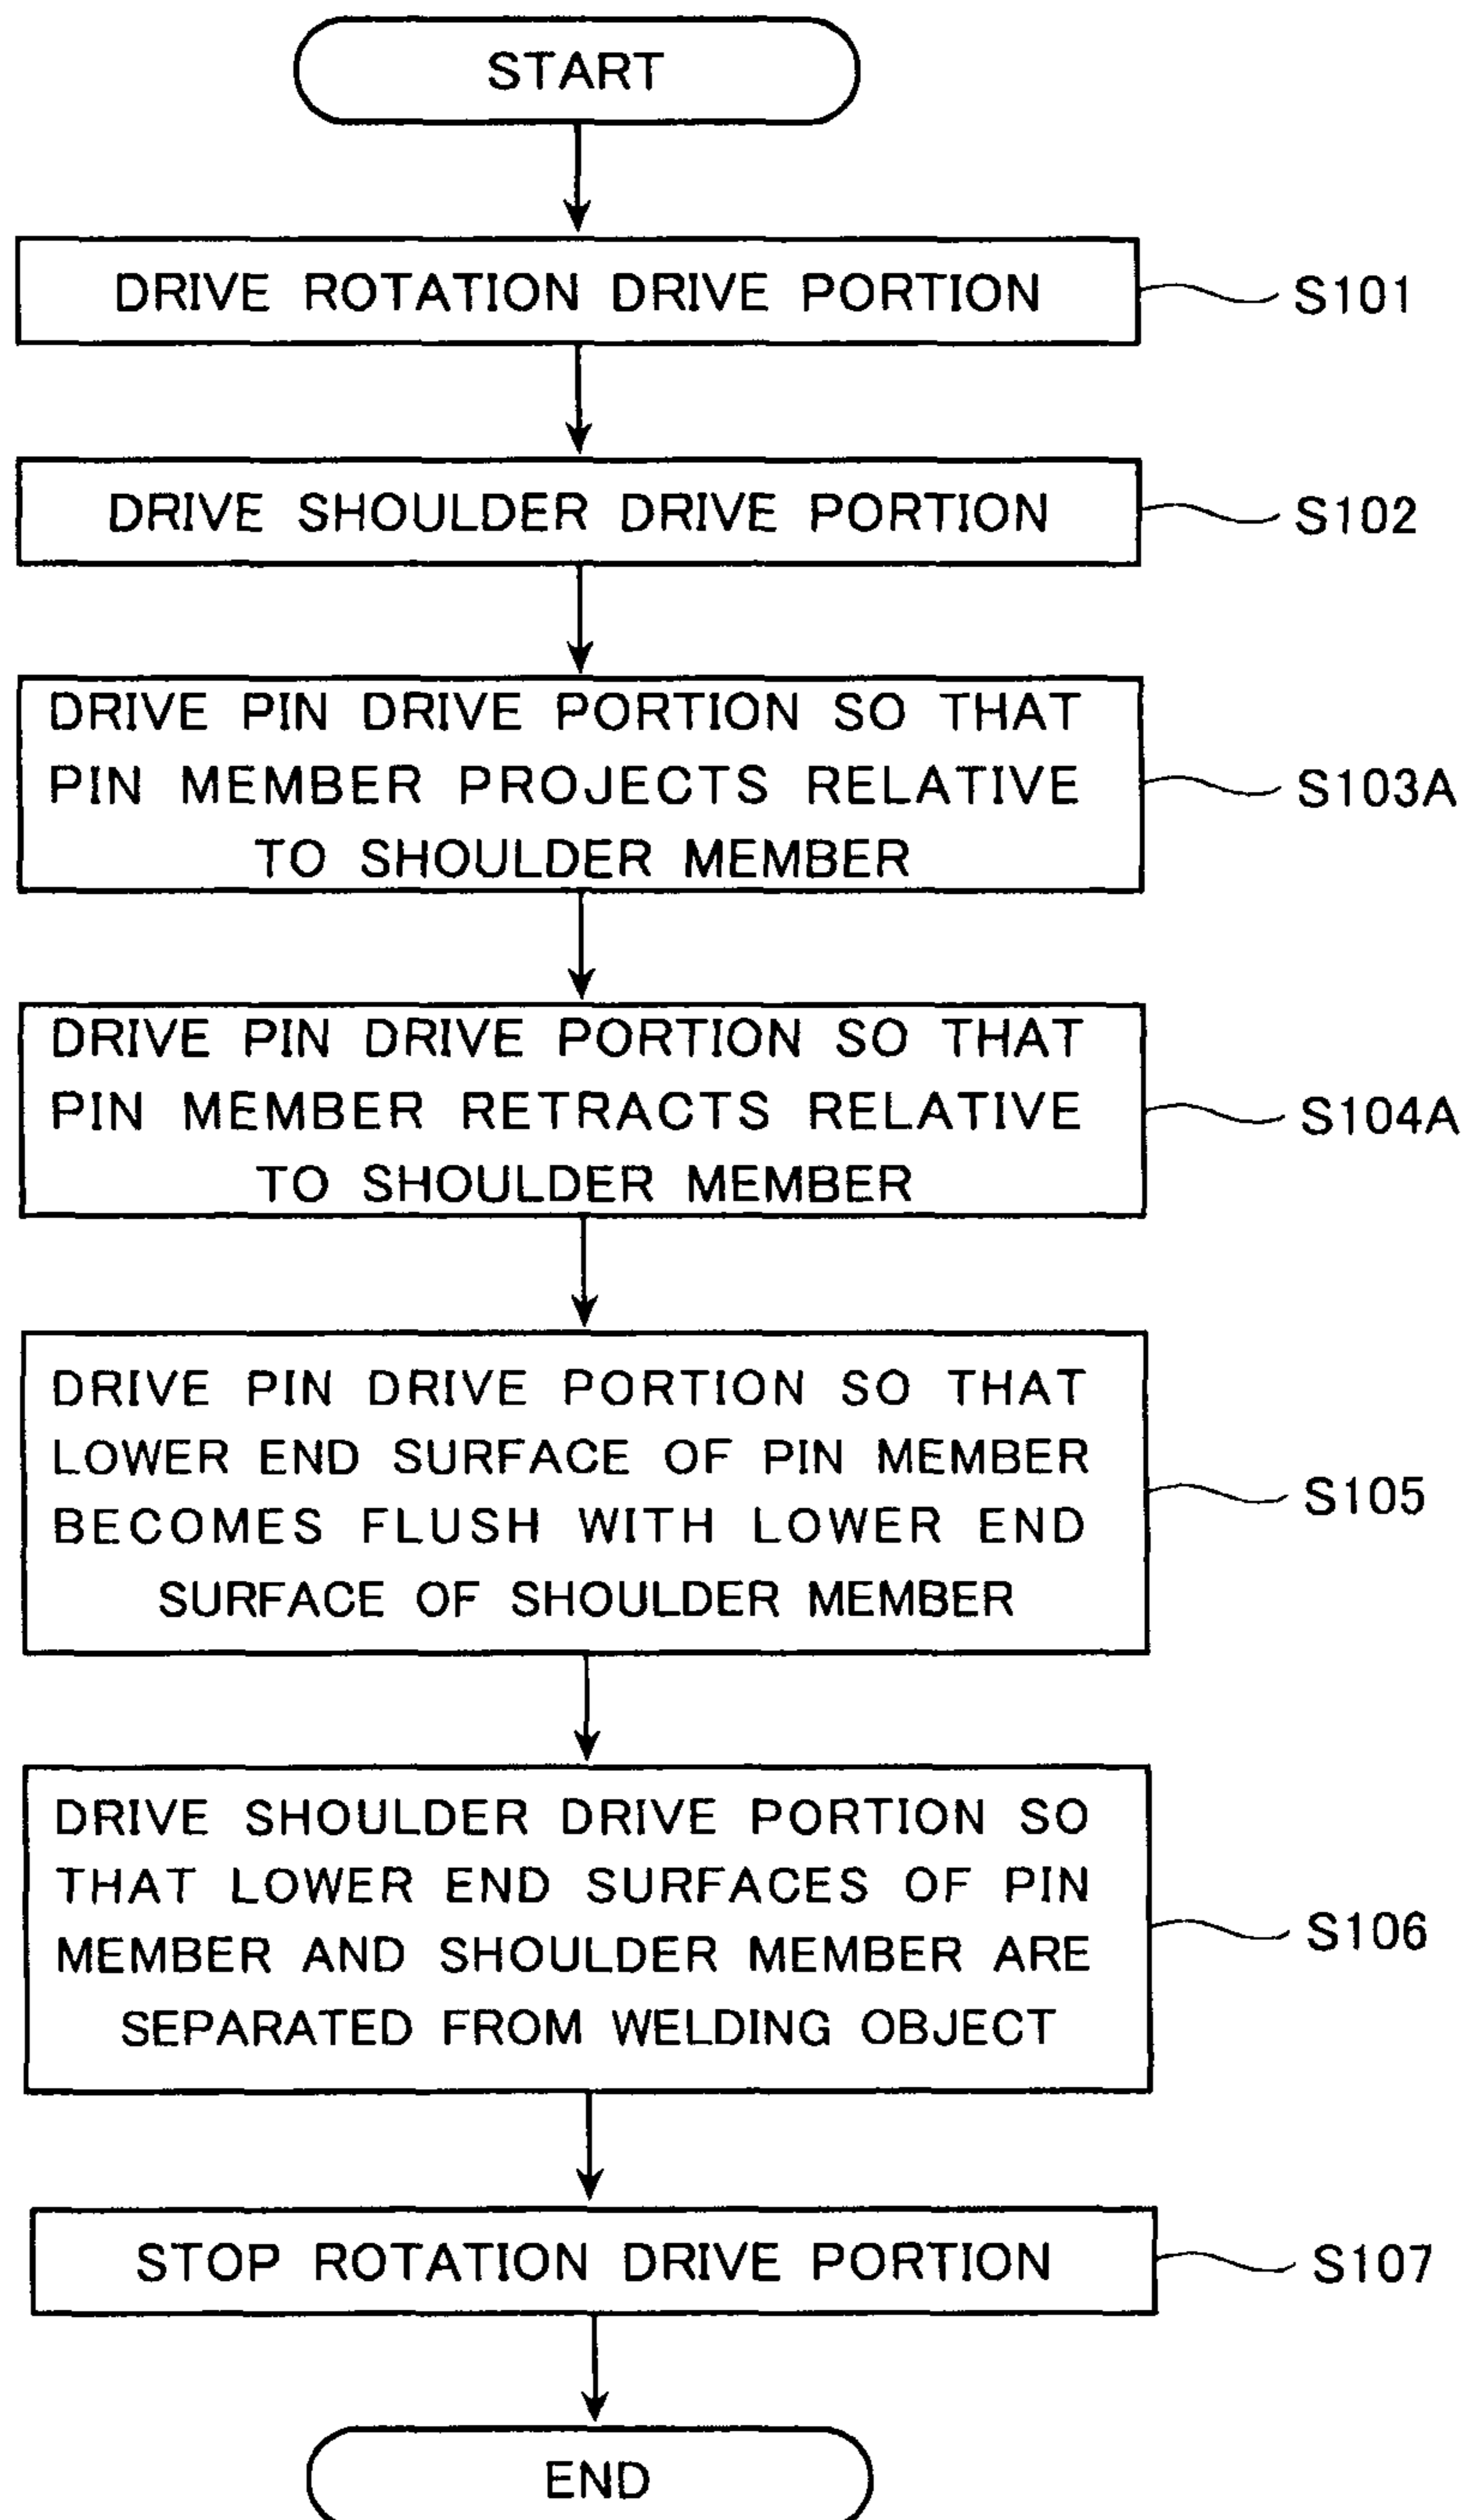 START
DRIVE ROTATION DRIVE PORTION
S101
DRIVE SHOULDER DRIVE PORTION
S102
DRIVE PIN DRIVE PORTION SO THAT
PIN MEMBER PROJECTS RELATIVE
TO SHOULDER MEMBER
S103A
DRIVE PIN DRIVE PORTION SO THAT
PIN MEMBER RETRACTS RELATIVE
TO SHOULDER MEMBER
S104A
DRIVE PIN DRIVE PORTION SO THAT
LOWER END SURFACE OF PIN MEMBER
BECOMES FLUSH WITH LOWER END
SURFACE OF SHOULDER MEMBER
S105
DRIVE SHOULDER DRIVE PORTION SO
THAT LOWER END SURFACES OF PIN
MEMBER AND SHOULDER MEMBER ARE
SEPARATED FROM WELDING OBJECT
S106
STOP ROTATION DRIVE PORTION
S107
END